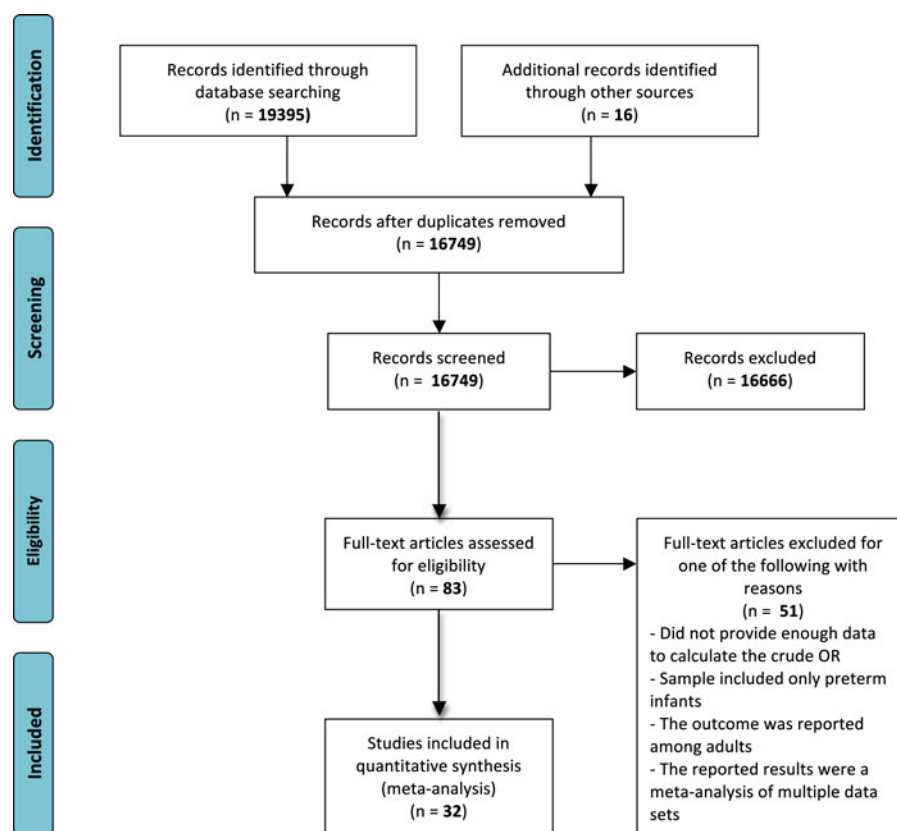 Identification
Records identified through
database searching
(n = 19395)
Additional records identified
through other sources
(n = 16)
Records after duplicates removed
(n = 16749)
Screening
Records screened
(n = 16749)
Records excluded
(n = 16666)
Eligibility
Full-text articles assessed
for eligibility
(n = 83)
Full-text articles excluded for
one of the following with
reasons
(n = 51)
- Did not provide enough data
to calculate the crude OR
- Sample included only preterm
infants
- The outcome was reported
among adults
- The reported results were a
meta-analysis of multiple data
sets
Included
Studies included in
quantitative synthesis
(meta-analysis)
(n = 32)